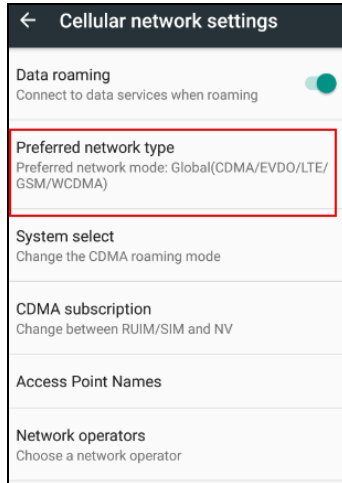 Cellular network settings
Data roaming
Connect to data services when roaming
Preferred network type
Preferred network mode: Global(CDMA/EVDO/LTE/
GSM/WCDMA)
System select
Change the CDMA roaming mode
CDMA subscription
Change between RUIM/SIM and NV
Access Point Names
Network operators
Choose a network operator